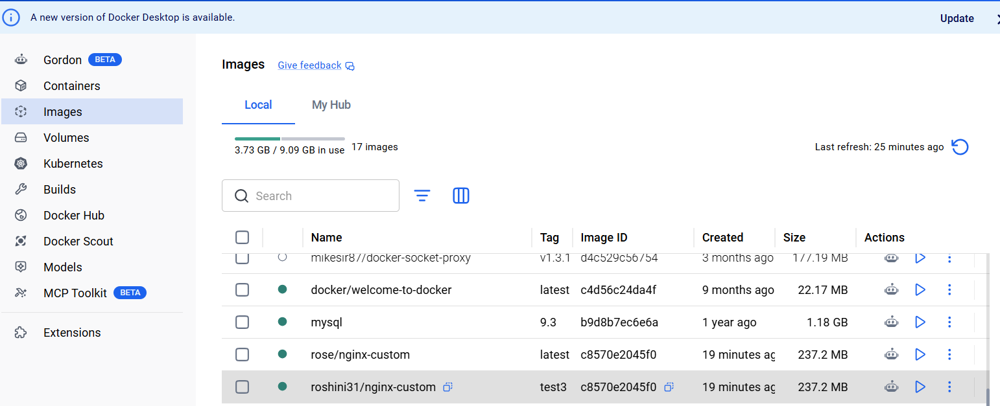 A new version of Docker Desktop is available.
Update
Gordon BETA
Containers
Images
Volumes
Kubernetes
Builds
Docker Hub
Docker Scout
Models
MCP Toolkit BETA
Extensions
Images Give feedback
Local My Hub
3.73 GB / 9.09 GB in use 17 images
Last refresh: 25 minutes ago
Search
Name Tag Image ID Created Size Actions
mikesir87/docker-socket-proxy v1.3.1 d4c529c56754 3 months ago 177.19 MB
docker/welcome-to-docker latest c4d56c24da4f 9 months ago 22.17 MB
mysql 9.3 b9d8b7ec6e6a 1 year ago 1.18 GB
rose/nginx-custom latest c8570e2045f0 19 minutes ag 237.2 MB
roshini31/nginx-custom test3 c8570e2045f0 19 minutes ag 237.2 MB